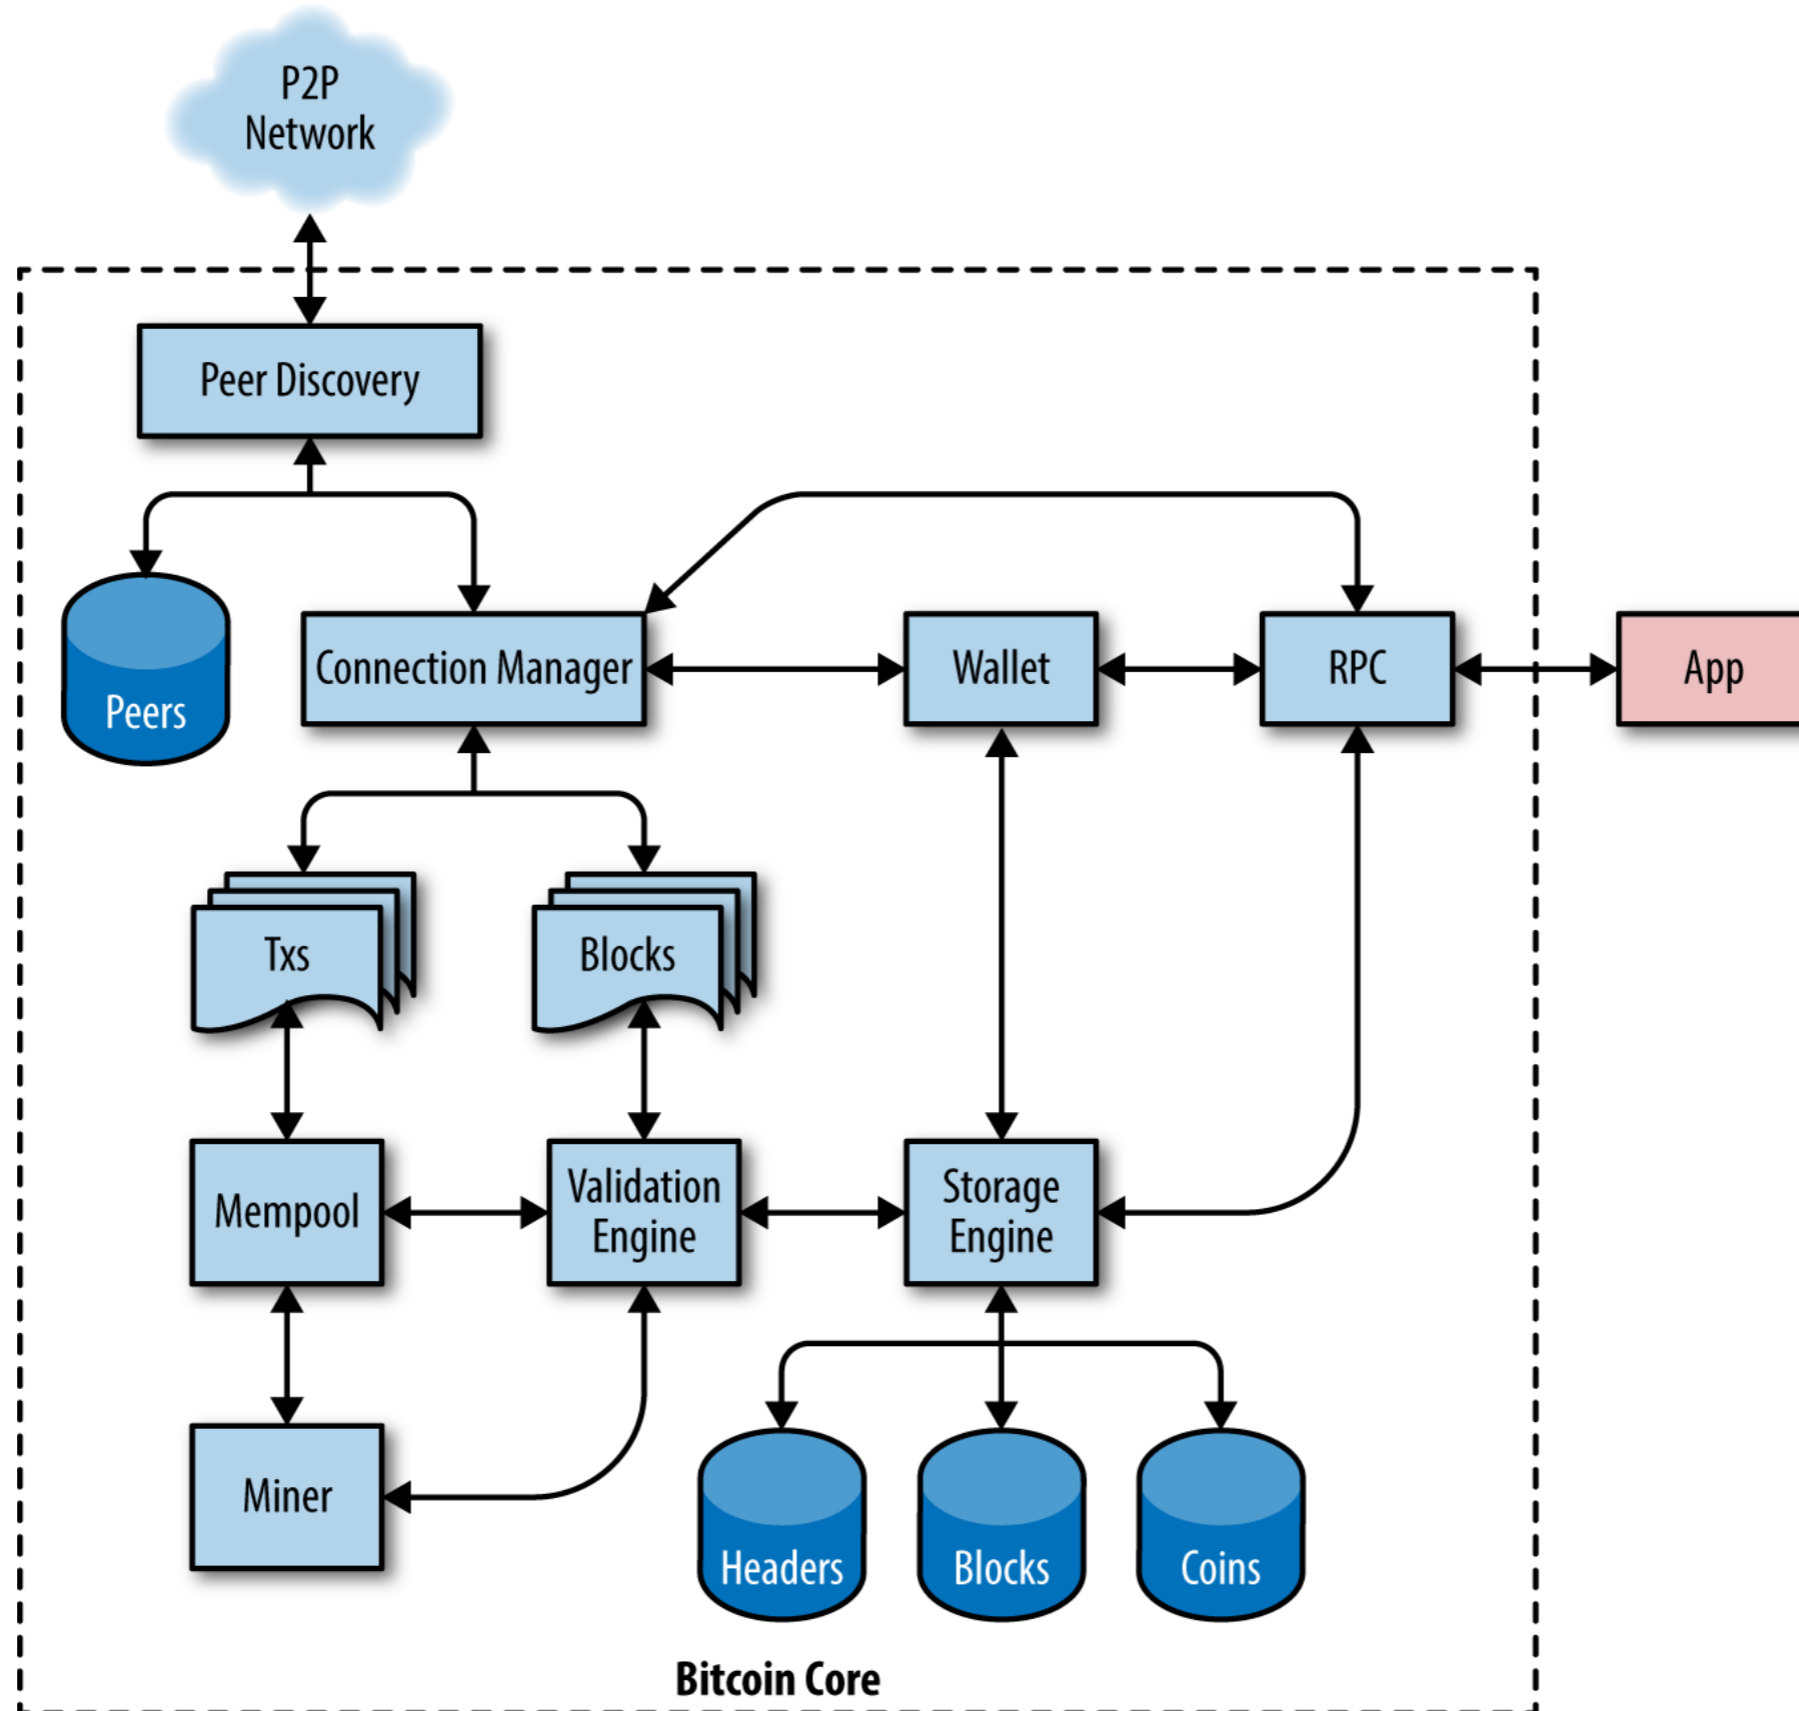 P2P
Network
Peer Discovery
Peers
Connection Manager
Wallet
RPC
App
Txs
Blocks
Mempool
Validation
Engine
Storage
Engine
Miner
Headers
Blocks
Coins
Bitcoin Core